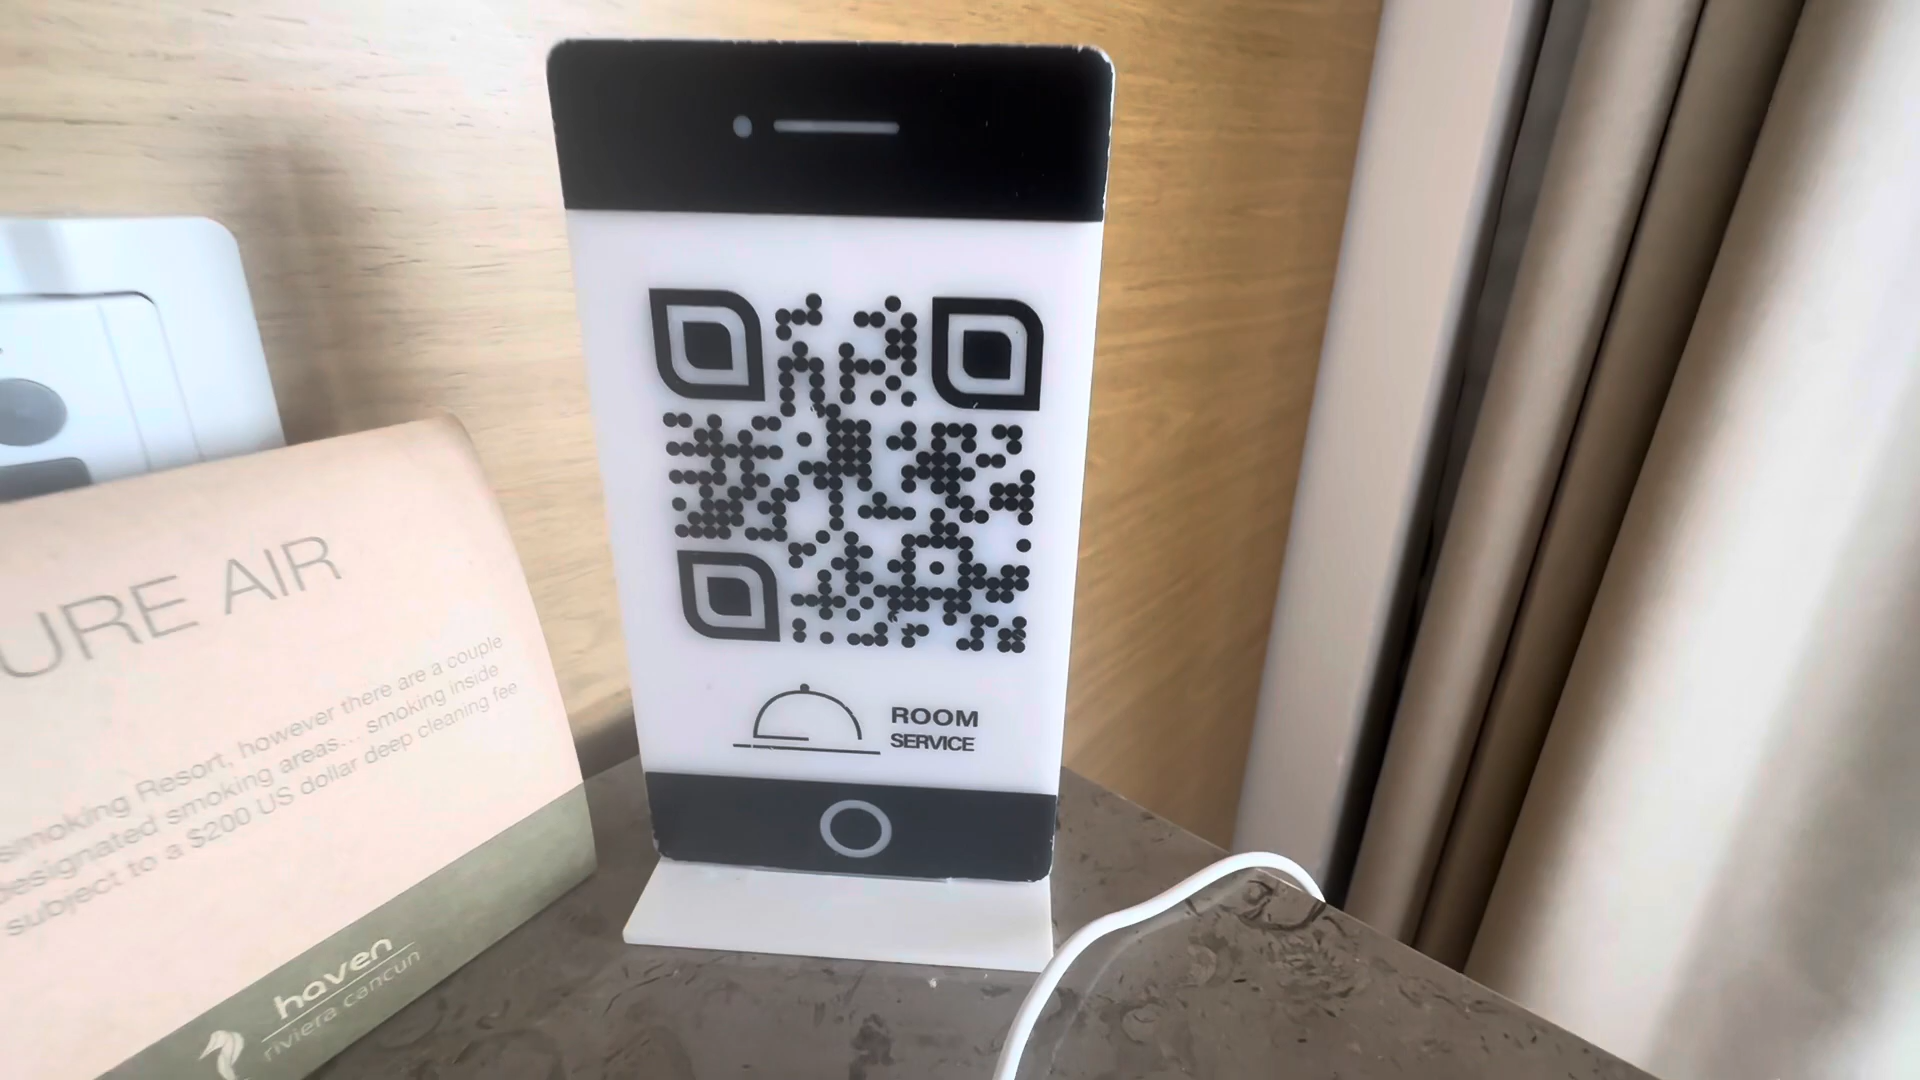 URE AIR
smoking Resort, however there are a couple
designated smoking areas... smoking inside
subject to a $200 US dollar deep cleaning fee
haven
riviera cancun
ROOM
SERVICE